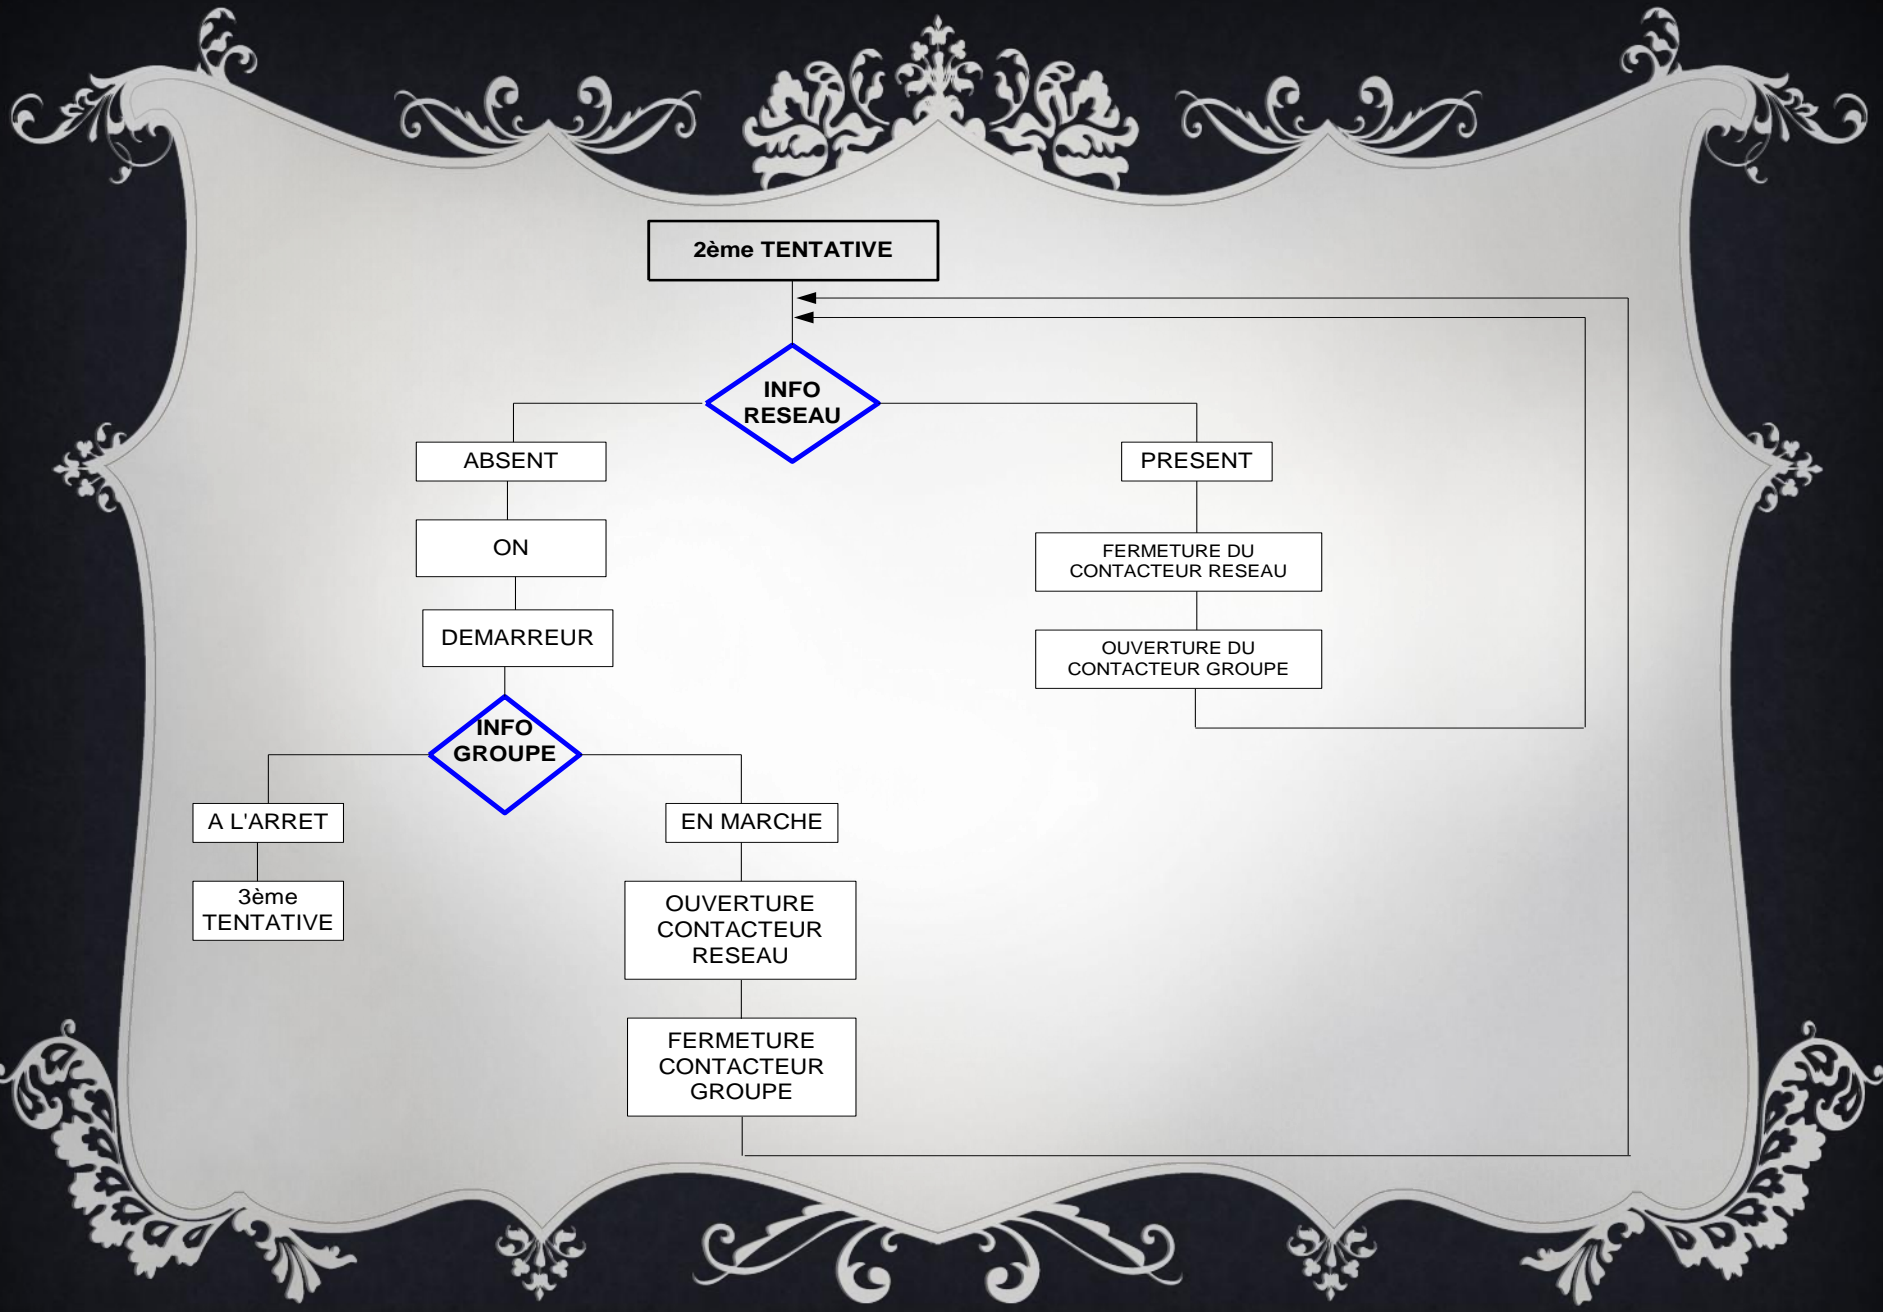 2ème TENTATIVE
INFO
RESEAU
ABSENT
PRESENT
ON
FERMETURE DU
CONTACTEUR RESEAU
DEMARREUR
OUVERTURE DU
CONTACTEUR GROUPE
INFO
GROUPE
A L'ARRET
EN MARCHE
3ème
TENTATIVE
OUVERTURE
CONTACTEUR
RESEAU
FERMETURE
CONTACTEUR
GROUPE